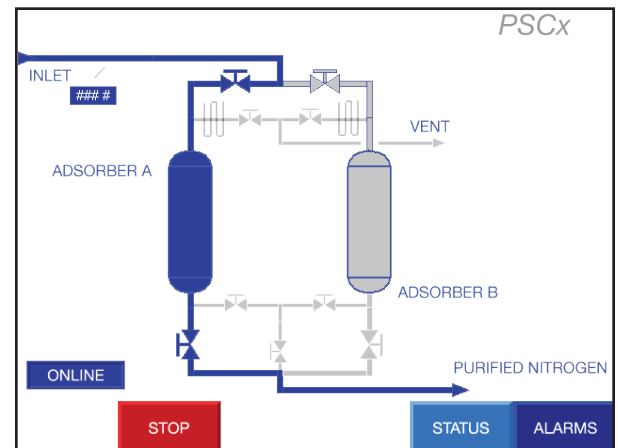 PSCx
INLET
### #
VENT
ADSORBER A
ADSORBER B
PURIFIED NITROGEN
ONLINE
STOP
STATUS
ALARMS